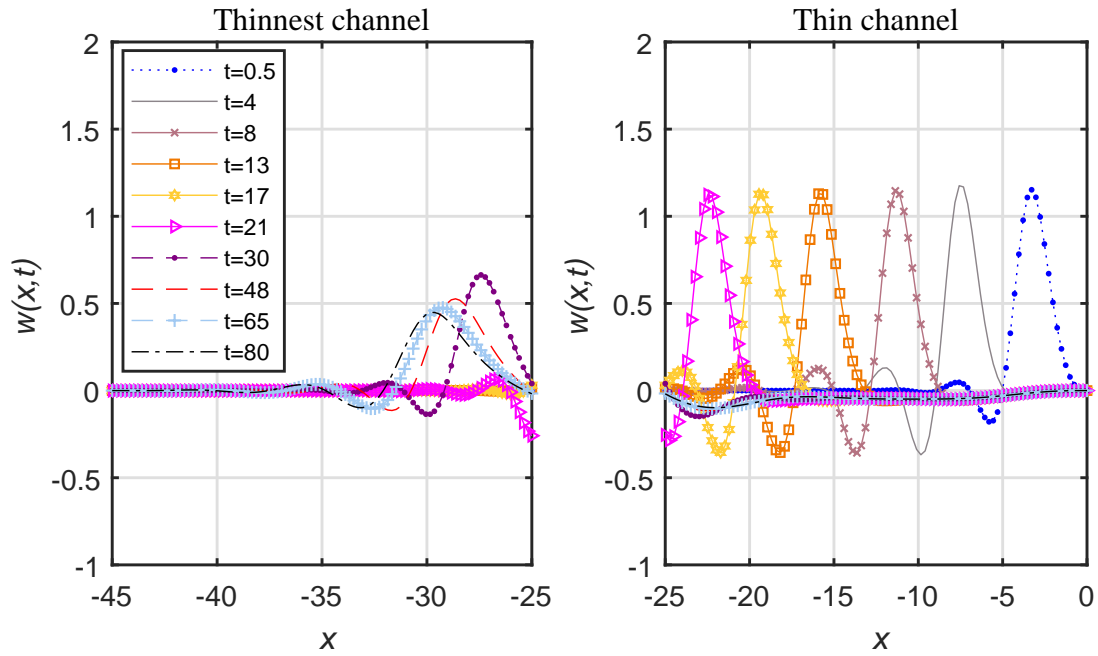 Thinnest channel
2
1.5
1
0.5
0
-0.5
-1
w(x,t)
-45
-40
-35
-30
-25
x
t=0.5
t=4
t=8
t=13
t=17
t=21
t=30
t=48
t=65
t=80
Thin channel
2
1.5
1
0.5
0
-0.5
-1
w(x,t)
-25
-20
-15
-10
-5
0
x